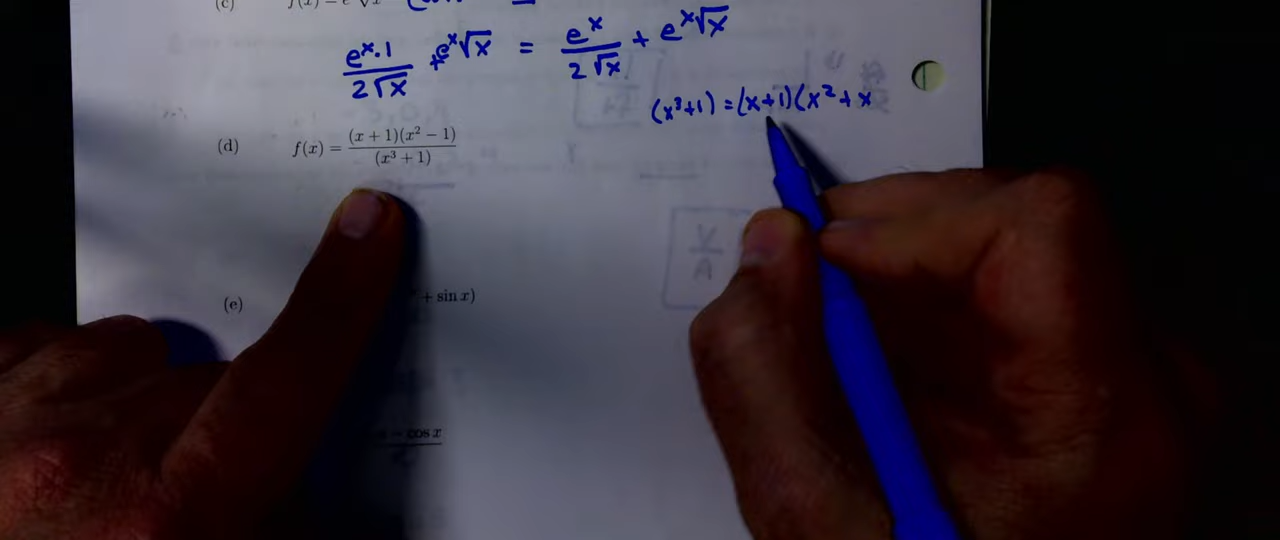 (c) f(x) = e √x
e^x·1/2√x + e^x√x = e^x/2√x + e^x√x
(x³+1) = (x+1)(x² + x
(d) f(x) = (x + 1)(x² − 1)/(x³ + 1)
(e) + sin x)
− cos x